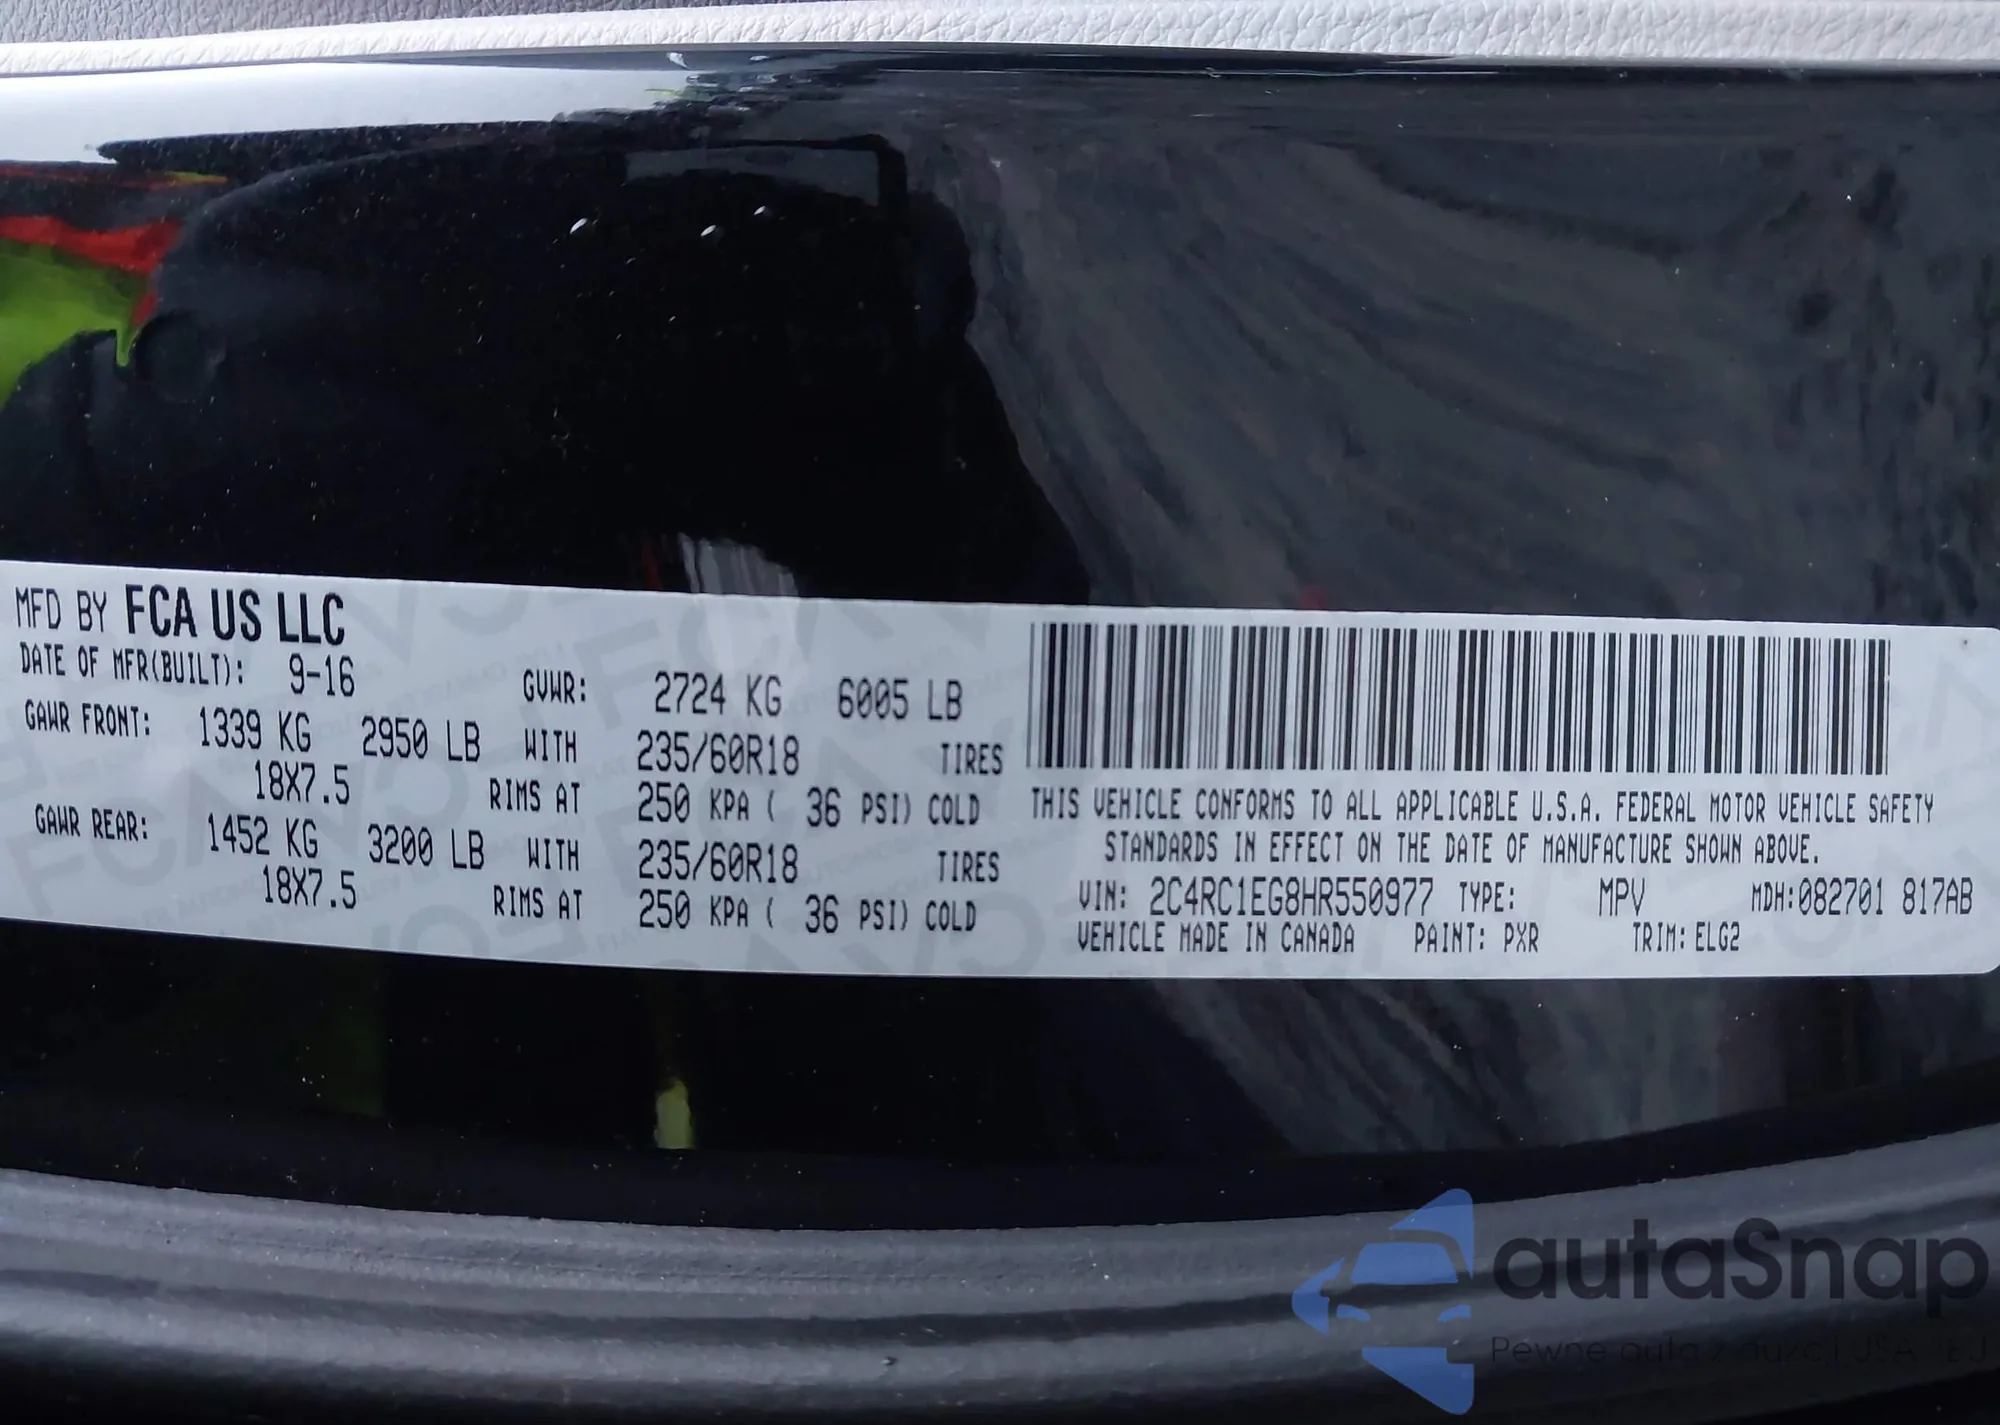 MFD BY FCA US LLC
DATE OF MFR(BUILT): 9-16 GVWR: 2724 KG 6005 LB
GAWR FRONT: 1339 KG 2950 LB WITH 235/60R18 TIRES
18X7.5 RIMS AT 250 KPA ( 36 PSI) COLD
GAWR REAR: 1452 KG 3200 LB WITH 235/60R18 TIRES
18X7.5 RIMS AT 250 KPA ( 36 PSI) COLD
THIS VEHICLE CONFORMS TO ALL APPLICABLE U.S.A. FEDERAL MOTOR VEHICLE SAFETY
STANDARDS IN EFFECT ON THE DATE OF MANUFACTURE SHOWN ABOVE.
VIN: 2C4RC1EG8HR550977 TYPE: MPV MDH:082701 817AB
VEHICLE MADE IN CANADA PAINT: PXR TRIM: ELG2
autaSnap
Pewne auta z aukcji USA